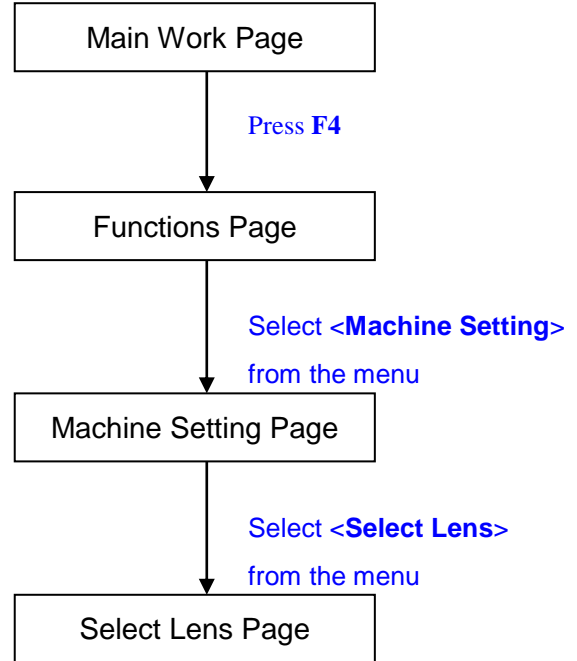 Main Work Page
Press F4
Functions Page
Select <Machine Setting>
from the menu
Machine Setting Page
Select <Select Lens>
from the menu
Select Lens Page